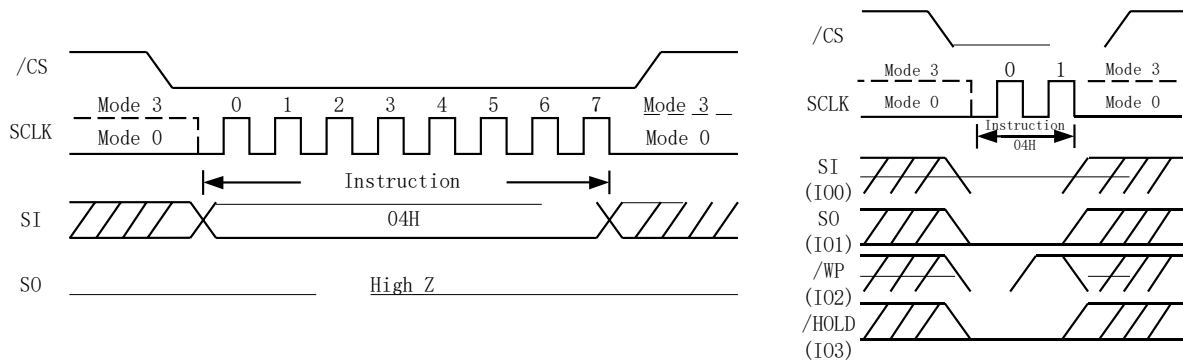 /CS
Mode 3
0 1 2 3 4 5 6 7
Mode 3
SCLK
Mode 0
Mode 0
Instruction
SI
04H
SO
High Z
/CS
Mode 3
0 1
Mode 3
SCLK
Mode 0
Mode 0
Instruction
04H
SI
(IO0)
SO
(IO1)
/WP
(IO2)
/HOLD
(IO3)